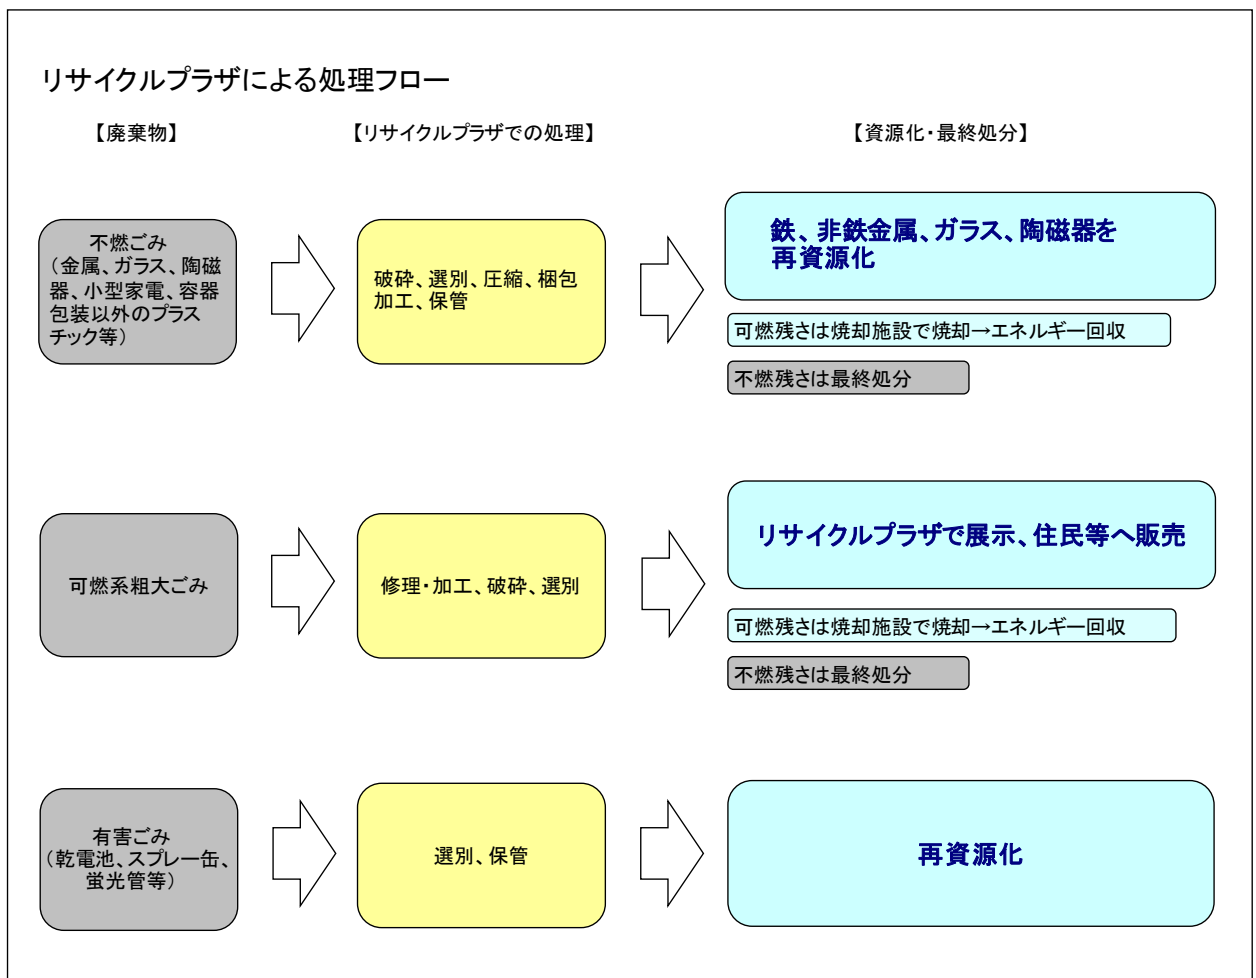 リサイクルプラザによる処理フロー
【廃棄物】
【リサイクルプラザでの処理】
【資源化・最終処分】
不燃ごみ
（金属、ガラス、陶磁
器、小型家電、容器
包装以外のプラス
チック等）
破砕、選別、圧縮、梱包
加工、保管
鉄、非鉄金属、ガラス、陶磁器を
再資源化
可燃残さは焼却施設で焼却→エネルギー回収
不燃残さは最終処分
可燃系粗大ごみ
修理・加工、破砕、選別
リサイクルプラザで展示、住民等へ販売
可燃残さは焼却施設で焼却→エネルギー回収
不燃残さは最終処分
有害ごみ
（乾電池、スプレー缶、
蛍光管等）
選別、保管
再資源化